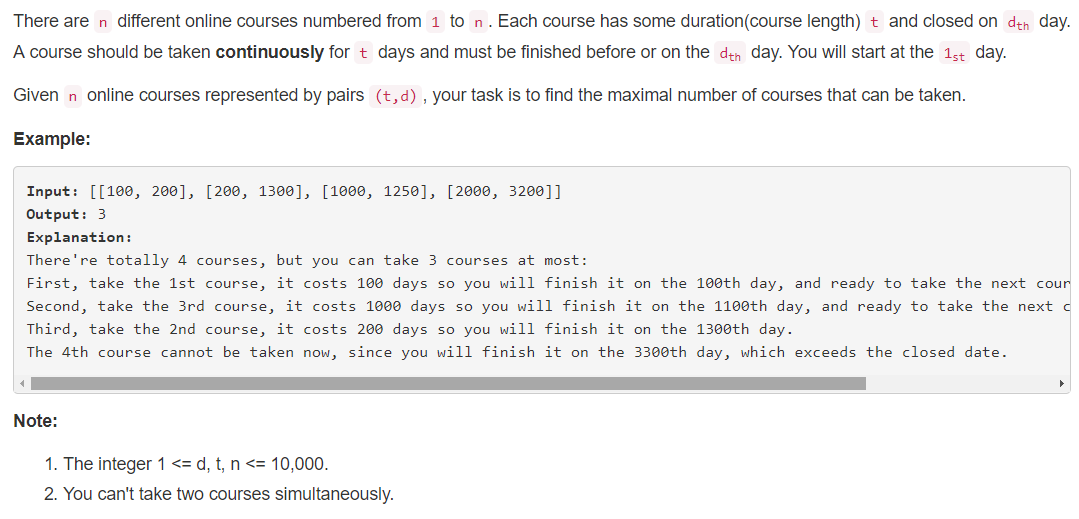 There are n different online courses numbered from 1 to n . Each course has some duration(course length) t and closed on dth day.
A course should be taken continuously for t days and must be finished before or on the dth day. You will start at the 1st day.
Given n online courses represented by pairs (t,d) , your task is to find the maximal number of courses that can be taken.
Example:
Input: [[100, 200], [200, 1300], [1000, 1250], [2000, 3200]]
Output: 3
Explanation:
There're totally 4 courses, but you can take 3 courses at most:
First, take the 1st course, it costs 100 days so you will finish it on the 100th day, and ready to take the next cour
Second, take the 3rd course, it costs 1000 days so you will finish it on the 1100th day, and ready to take the next c
Third, take the 2nd course, it costs 200 days so you will finish it on the 1300th day.
The 4th course cannot be taken now, since you will finish it on the 3300th day, which exceeds the closed date.
Note:
1. The integer 1 <= d, t, n <= 10,000.
2. You can't take two courses simultaneously.